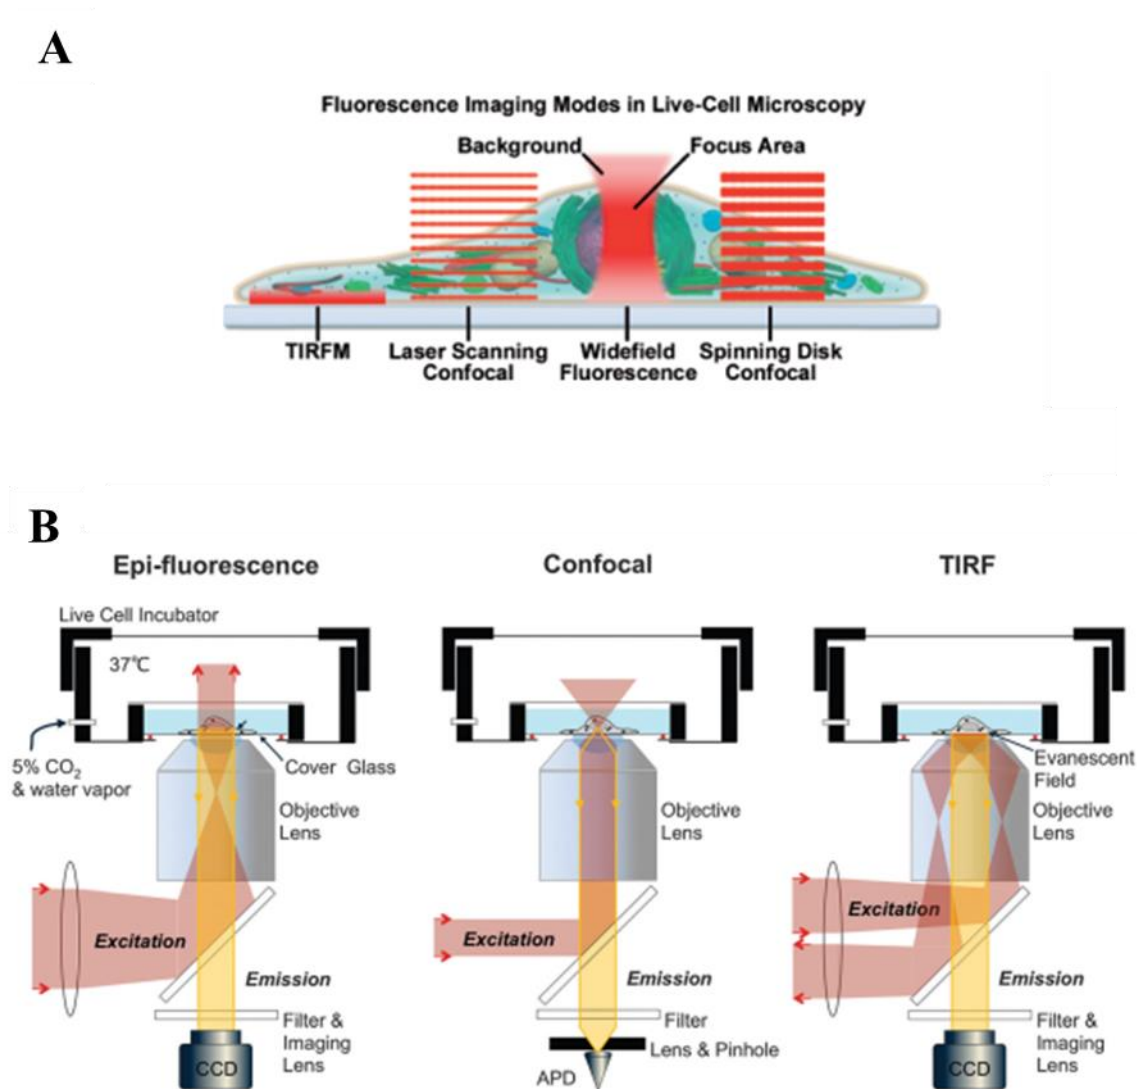 A
Fluorescence Imaging Modes in Live-Cell Microscopy
Background
Focus Area
TIRFM
Laser Scanning
Confocal
Widefield
Fluorescence
Spinning Disk
Confocal
B
Epi-fluorescence
Live Cell Incubator
37℃
5% CO₂
& water vapor
Cover Glass
Objective
Lens
Excitation
Emission
Filter &
Imaging
Lens
CCD
Confocal
Objective
Lens
Excitation
Emission
Filter
Lens & Pinhole
APD
TIRF
Evanescent
Field
Objective
Lens
Excitation
Emission
Filter &
Imaging
Lens
CCD